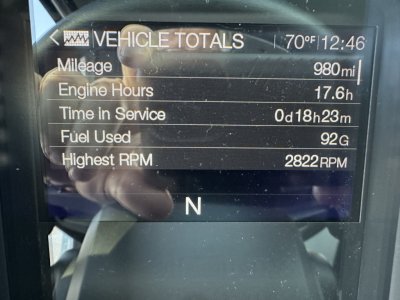 < VEHICLE TOTALS 70°F 12:46
Mileage 980mi
Engine Hours 17.6h
Time in Service 0d18h23m
Fuel Used 92G
Highest RPM 2822RPM
N